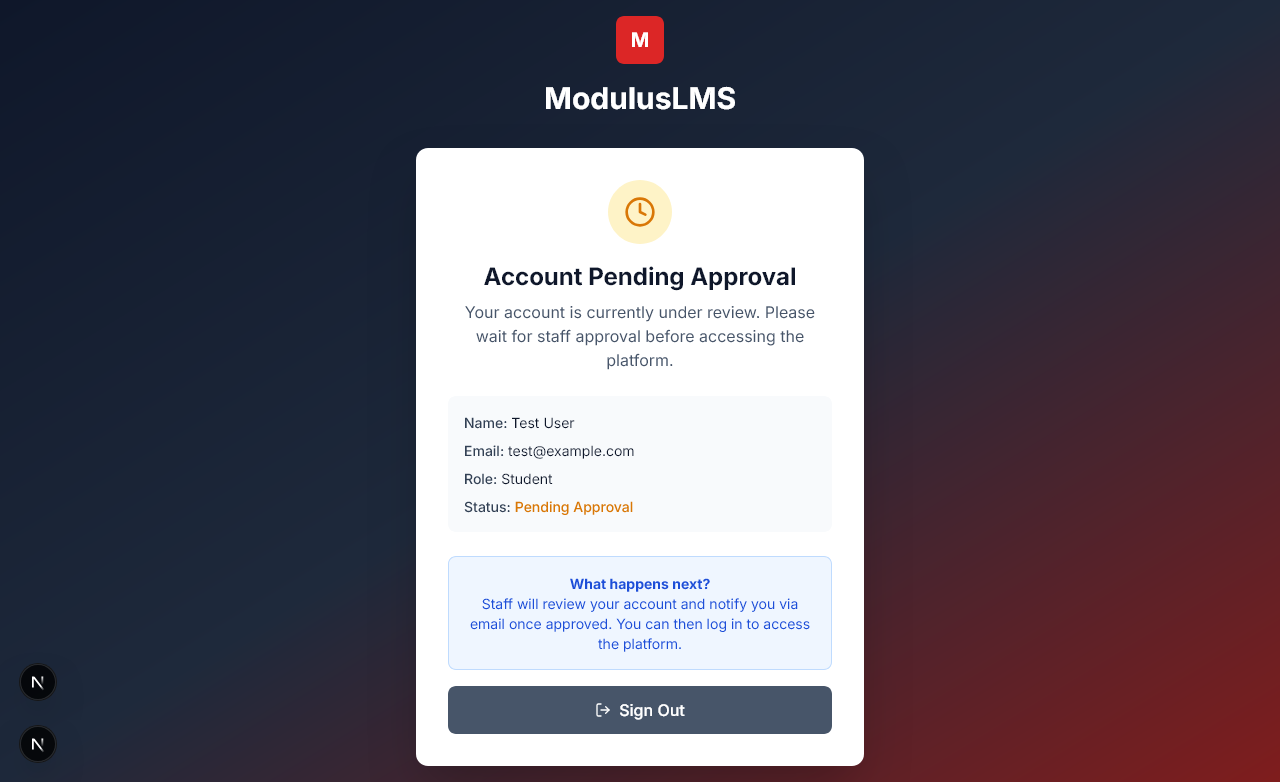 M
ModulusLMS
Account Pending Approval
Your account is currently under review. Please
wait for staff approval before accessing the
platform.
Name: Test User
Email: test@example.com
Role: Student
Status: Pending Approval
What happens next?
Staff will review your account and notify you via
email once approved. You can then log in to access
the platform.
Sign Out
N
N